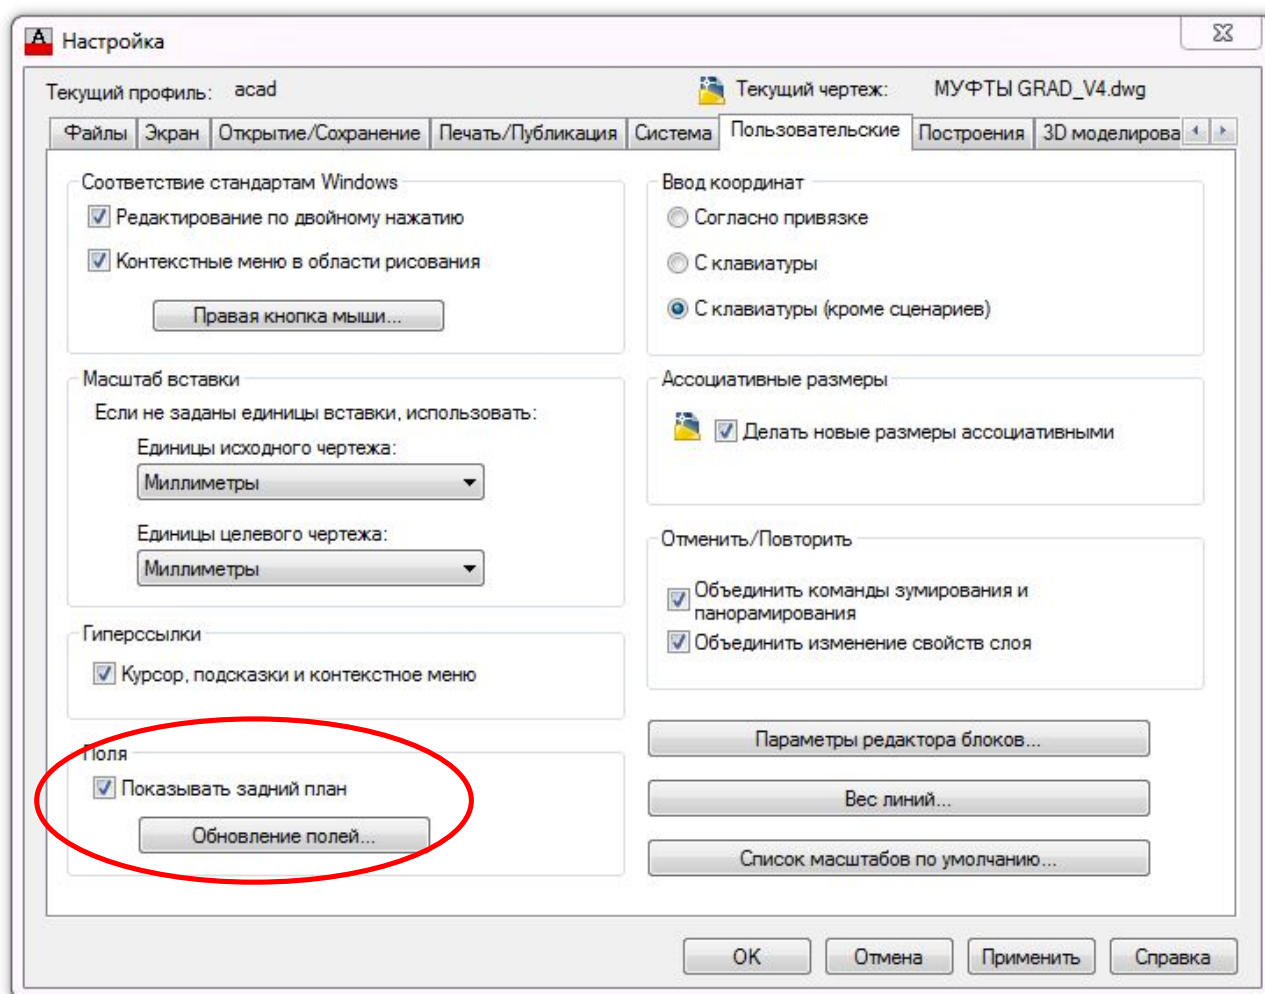 Настройка
Текущий профиль: acad
Текущий чертеж: МУФТЫ GRAD_V4.dwg
Файлы Экран Открытие/Сохранение Печать/Публикация Система Пользовательские Построения 3D моделирова
Соответствие стандартам Windows
Редактирование по двойному нажатию
Контекстные меню в области рисования
Правая кнопка мыши...
Масштаб вставки
Если не заданы единицы вставки, использовать:
Единицы исходного чертежа:
Миллиметры
Единицы целевого чертежа:
Миллиметры
Гиперссылки
Курсор, подсказки и контекстное меню
Поля
Показывать задний план
Обновление полей...
Ввод координат
Согласно привязке
С клавиатуры
С клавиатуры (кроме сценариев)
Ассоциативные размеры
Делать новые размеры ассоциативными
Отменить/Повторить
Объединить команды зумирования и
панорамирования
Объединить изменение свойств слоя
Параметры редактора блоков...
Вес линий...
Список масштабов по умолчанию...
OK Отмена Применить Справка